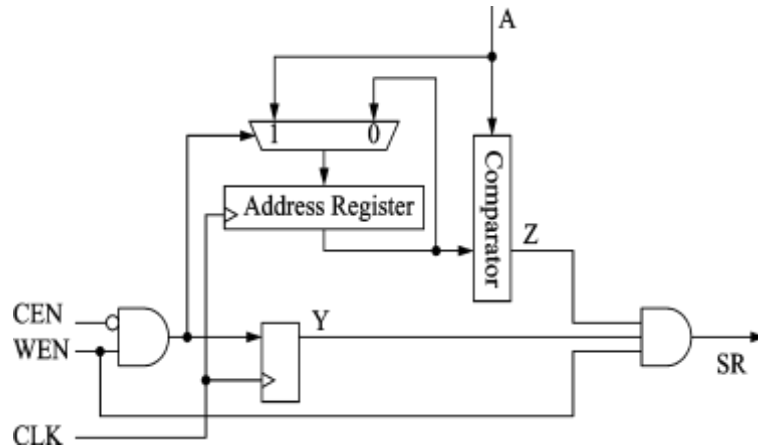 A
1 0
Comparator
Address Register
Z
CEN
Y
WEN
SR
CLK